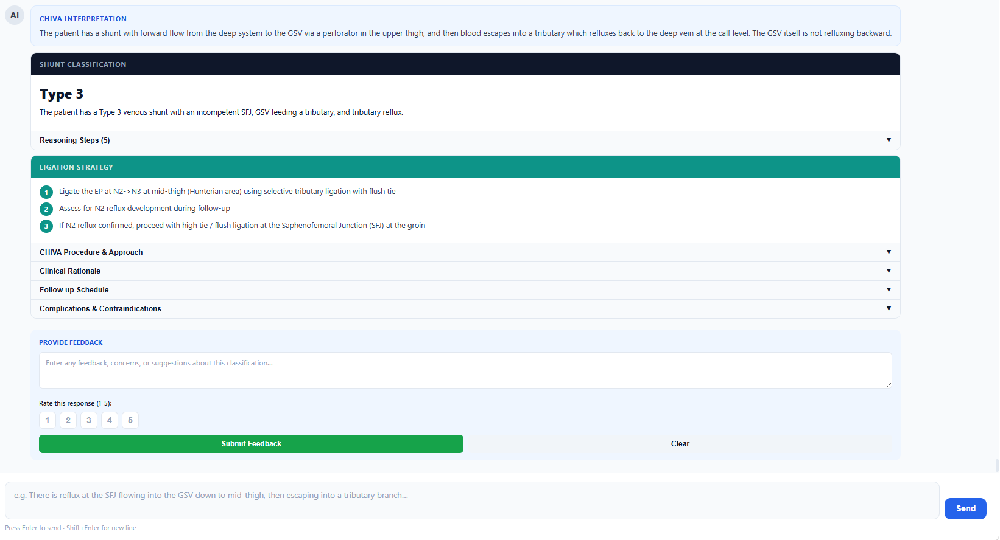 AI
CHIVA INTERPRETATION
The patient has a shunt with forward flow from the deep system to the GSV via a perforator in the upper thigh, and then blood escapes into a tributary which refluxes back to the deep vein at the calf level. The GSV itself is not refluxing backward.
SHUNT CLASSIFICATION
Type 3
The patient has a Type 3 venous shunt with an incompetent SFJ, GSV feeding a tributary, and tributary reflux.
Reasoning Steps (5) ▼
LIGATION STRATEGY
1 Ligate the EP at N2->N3 at mid-thigh (Hunterian area) using selective tributary ligation with flush tie
2 Assess for N2 reflux development during follow-up
3 If N2 reflux confirmed, proceed with high tie / flush ligation at the Saphenofemoral Junction (SFJ) at the groin
CHIVA Procedure & Approach ▼
Clinical Rationale ▼
Follow-up Schedule ▼
Complications & Contraindications ▼
PROVIDE FEEDBACK
Enter any feedback, concerns, or suggestions about this classification...
Rate this response (1-5):
1 2 3 4 5
Submit Feedback Clear
e.g. There is reflux at the SFJ flowing into the GSV down to mid-thigh, then escaping into a tributary branch...
Send
Press Enter to send · Shift+Enter for new line